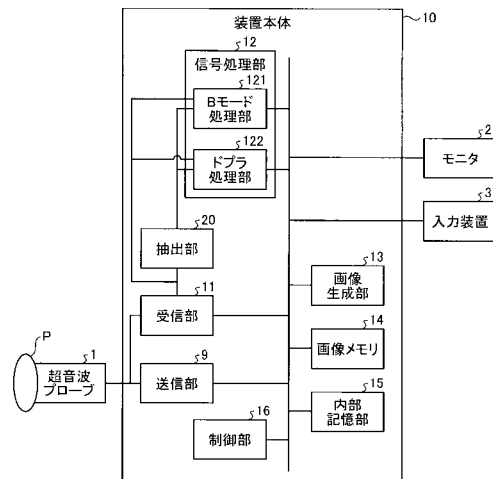 装置本体
10
12
信号処理部
121
Bモード
処理部
122
ドプラ
処理部
2
モニタ
3
入力装置
20
抽出部
13
画像
生成部
11
受信部
14
画像メモリ
P
1
超音波
プローブ
9
送信部
15
内部
記憶部
16
制御部